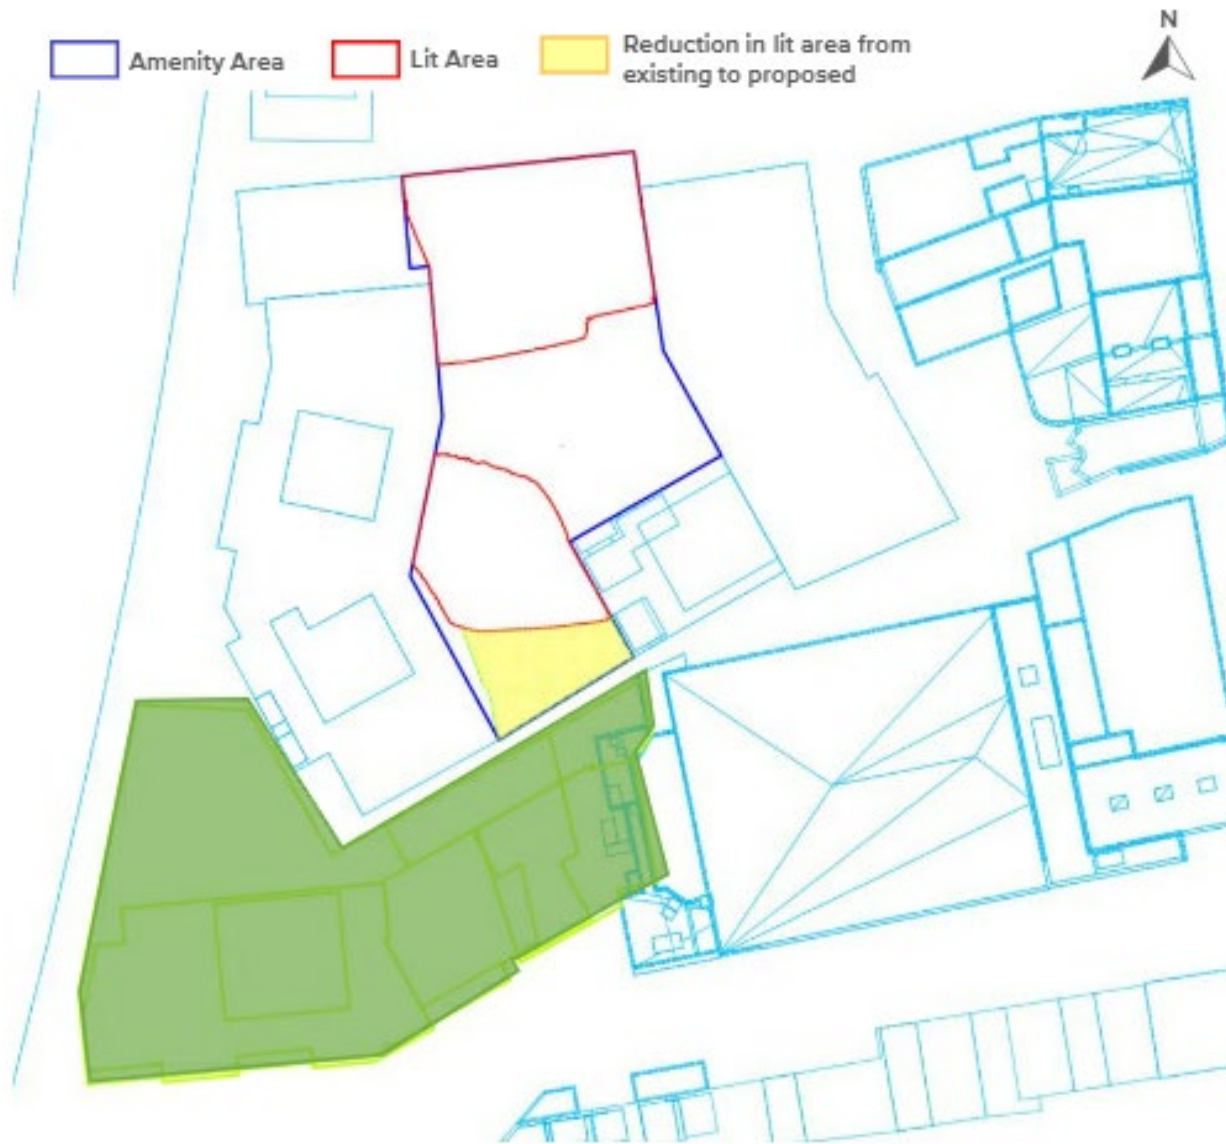 N
Amenity Area
Lit Area
Reduction in lit area from
existing to proposed